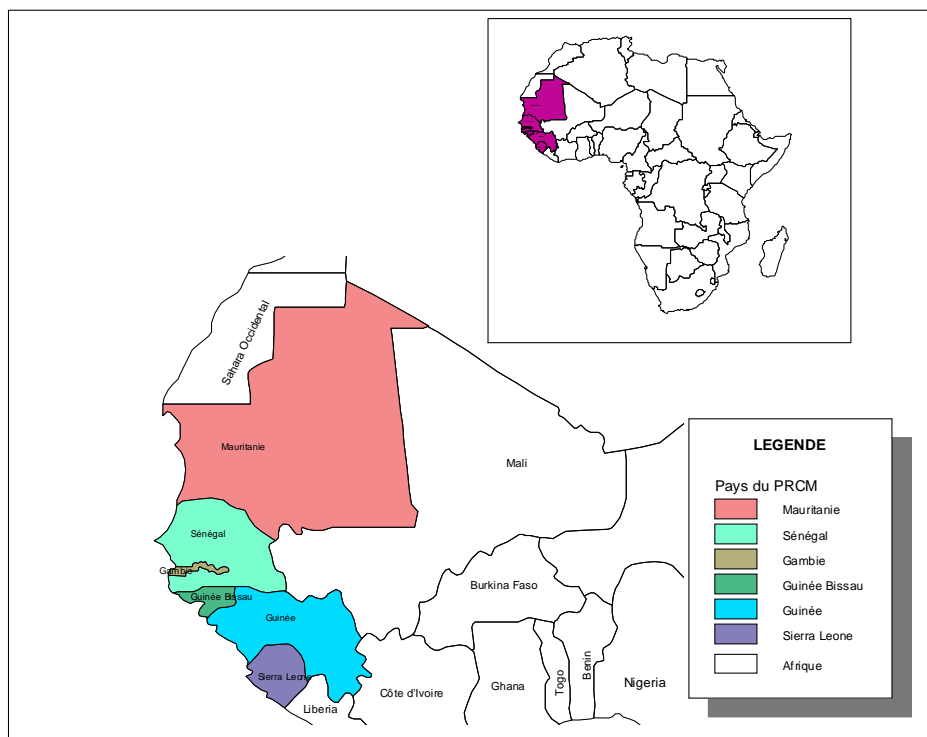 Sahara Occidental
Mauritanie
Mali
Sénégal
Gambie
Guinée Bissau
Guinée
Sierra Leone
Liberia
Côte d'Ivoire
Burkina Faso
Ghana
Togo
Benin
Nigeria
LEGENDE
Pays du PRCM
Mauritanie
Sénégal
Gambie
Guinée Bissau
Guinée
Sierra Leone
Afrique